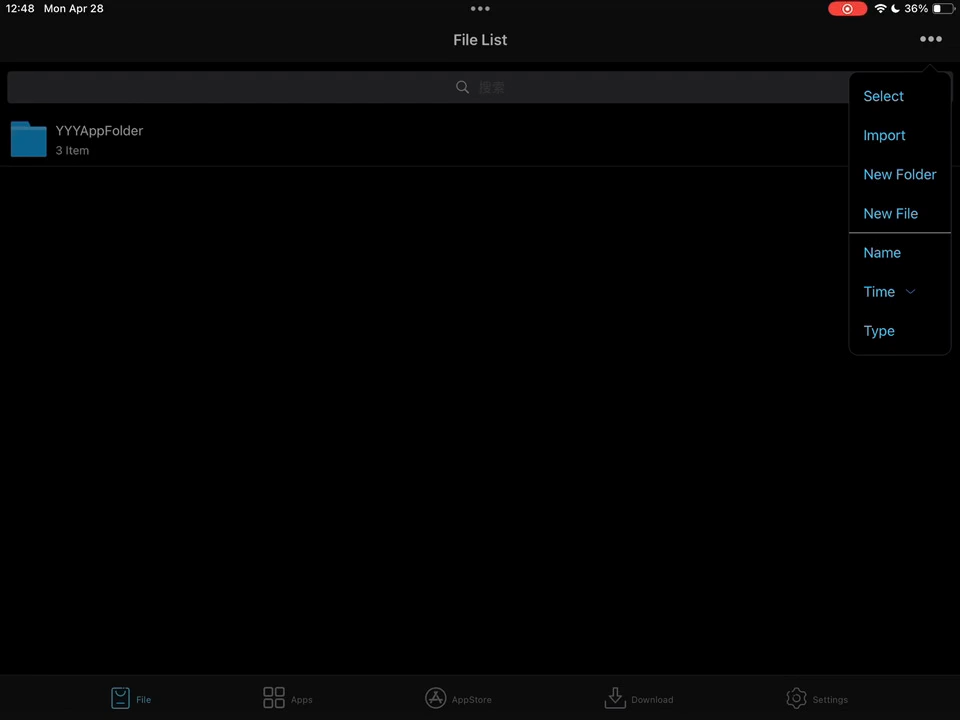 12:48 Mon Apr 28
36%
File List
搜索
YYYAppFolder
3 Item
Select
Import
New Folder
New File
Name
Time
Type
File
Apps
AppStore
Download
Settings